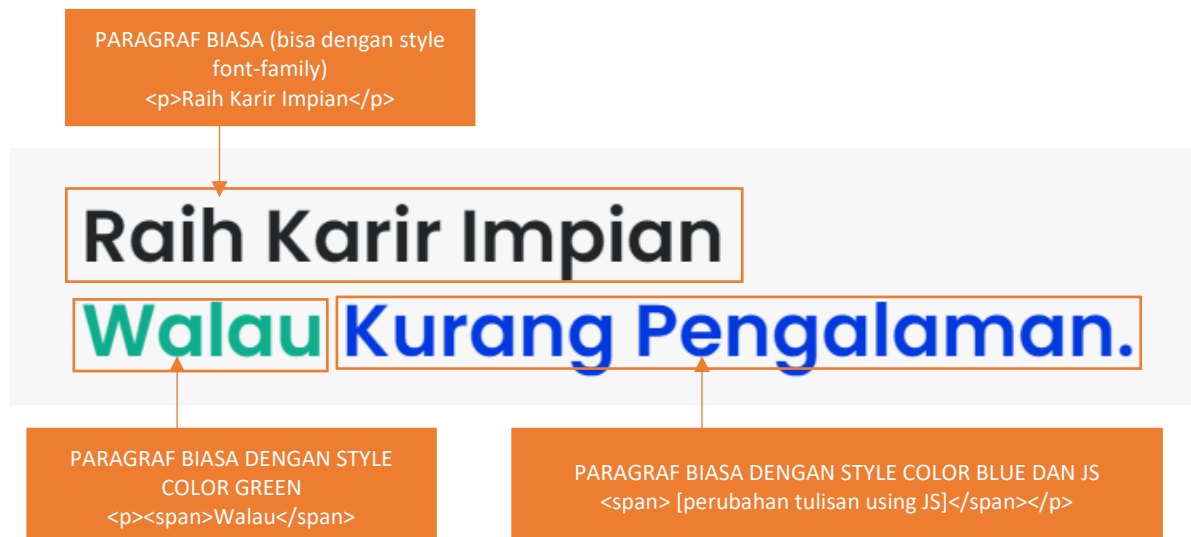 PARAGRAF BIASA (bisa dengan style
font-family)
<p>Raih Karir Impian</p>
Raih Karir Impian
Walau Kurang Pengalaman.
PARAGRAF BIASA DENGAN STYLE
COLOR GREEN
<p><span>Walau</span>
PARAGRAF BIASA DENGAN STYLE COLOR BLUE DAN JS
<span> [perubahan tulisan using JS]</span></p>